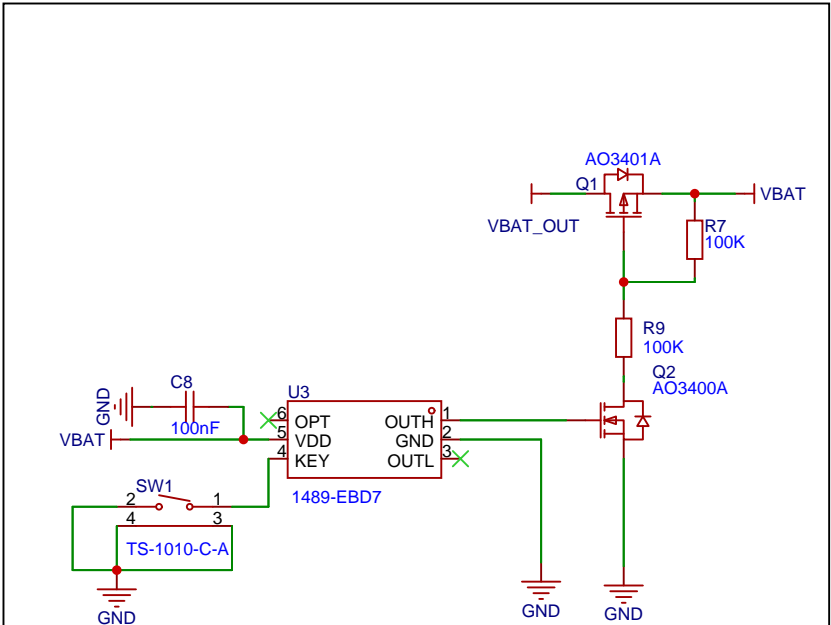 AO3401A
Q1
VBAT
VBAT_OUT
R7
100K
R9
100K
Q2
AO3400A
C8
U3
GND
100nF
VBAT
6
OPT
OUTH
1
5
VDD
GND
2
4
KEY
OUTL
3
1489-EBD7
SW1
2
1
4
3
TS-1010-C-A
GND
GND
GND